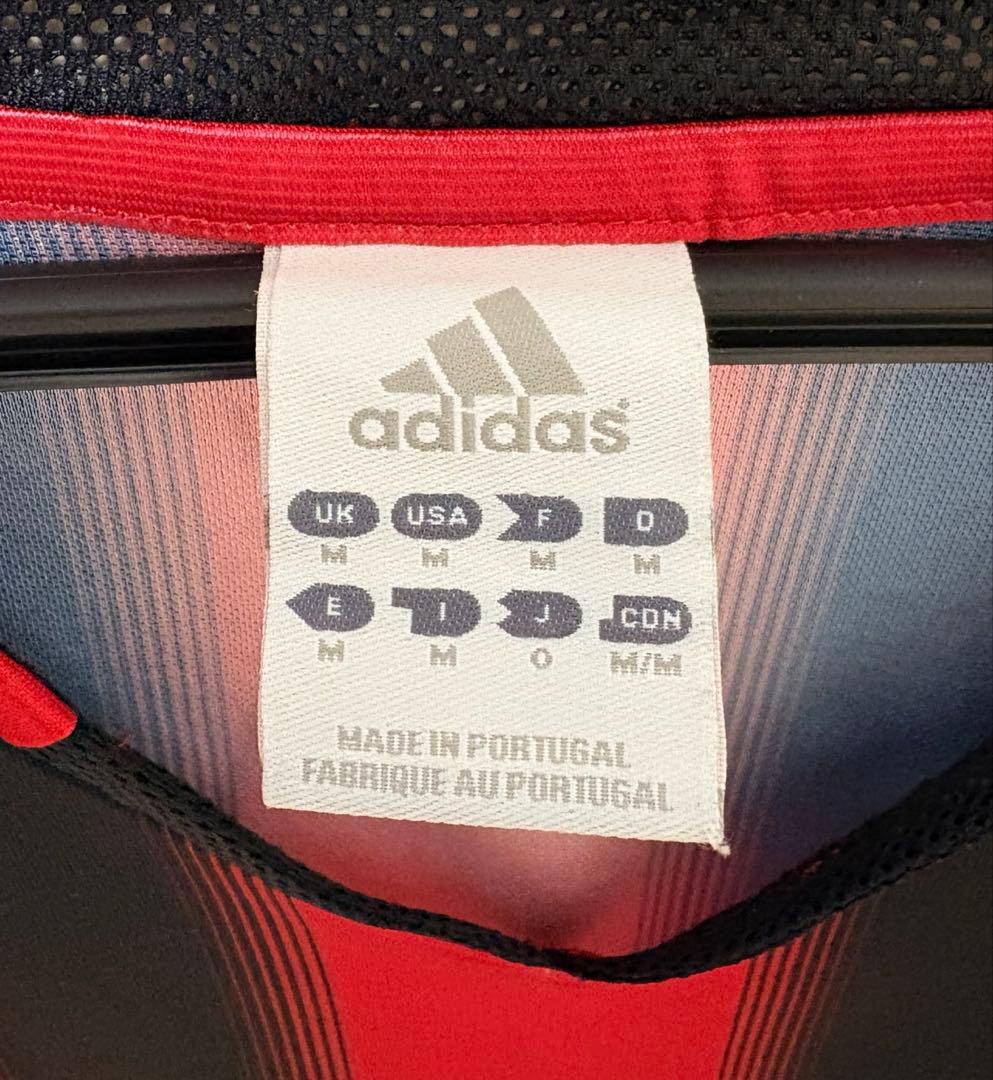 adidas®
UK USA F D
M M M M
E I J CDN
M M O M/M
MADE IN PORTUGAL
FABRIQUE AU PORTUGAL